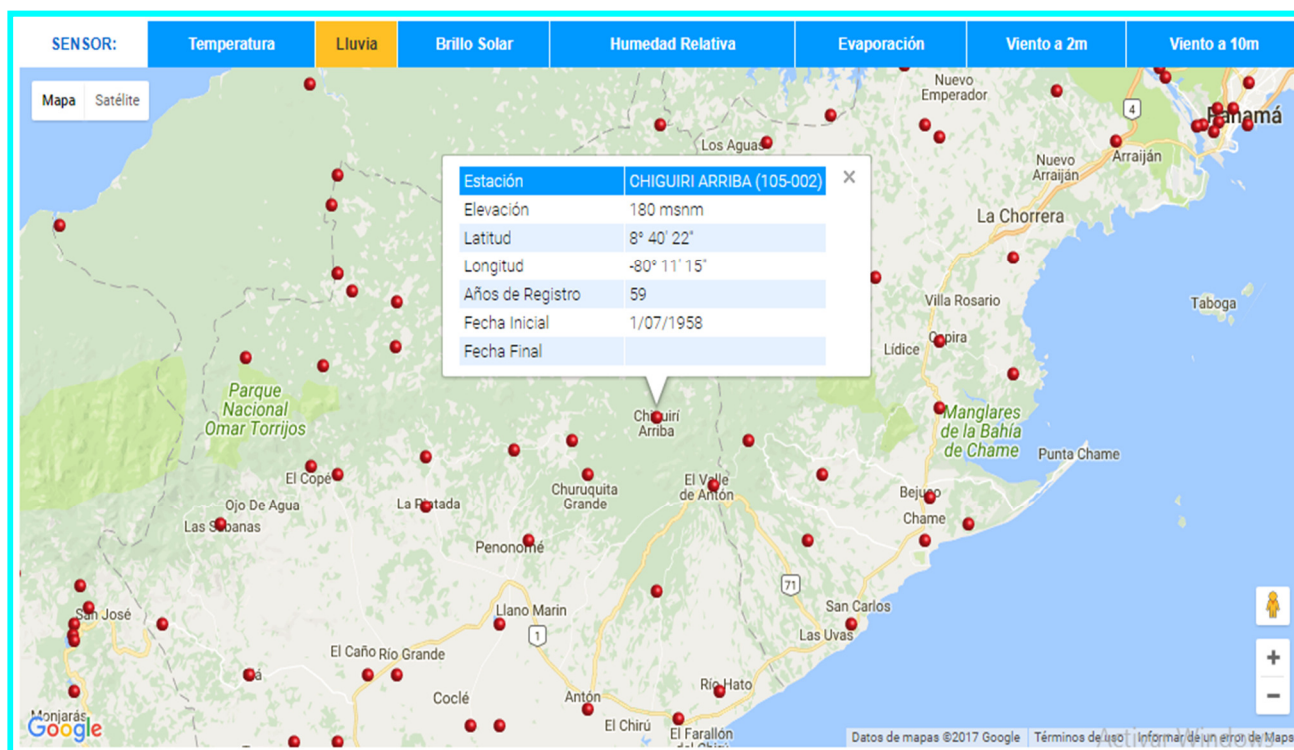 SENSOR: Temperatura Lluvia Brillo Solar Humedad Relativa Evaporación Viento a 2m Viento a 10m
Mapa Satélite
Nuevo
Emperador
4
Panamá
Los Aguas
Nuevo
Arraiján
Arraiján
Estación CHIGUIRI ARRIBA (105-002)
Elevación 180 msnm
Latitud 8° 40' 22"
Longitud -80° 11' 15"
Años de Registro 59
Fecha Inicial 1/07/1958
Fecha Final
La Chorrera
Villa Rosario
Taboga
Lídice
Capira
Parque
Nacional
Omar Torrijos
Chiguirí
Arriba
Manglares
de la Bahía
de Chame
Punta Chame
El Copé
El Valle
de Antón
Churuquita
Grande
Bejuco
Ojo De Agua
La Pintada
Las Sabanas
Chame
Penonomé
71
San José
Llano Marin
San Carlos
1
Las Uvas
El Caño
Río Grande
Coclé
Antón
Río Hato
Monjarás
El Chirú
El Farallón
del Chirú
Google
Datos de mapas ©2017 Google Términos de uso Informar de un error de Maps
Activar Windows